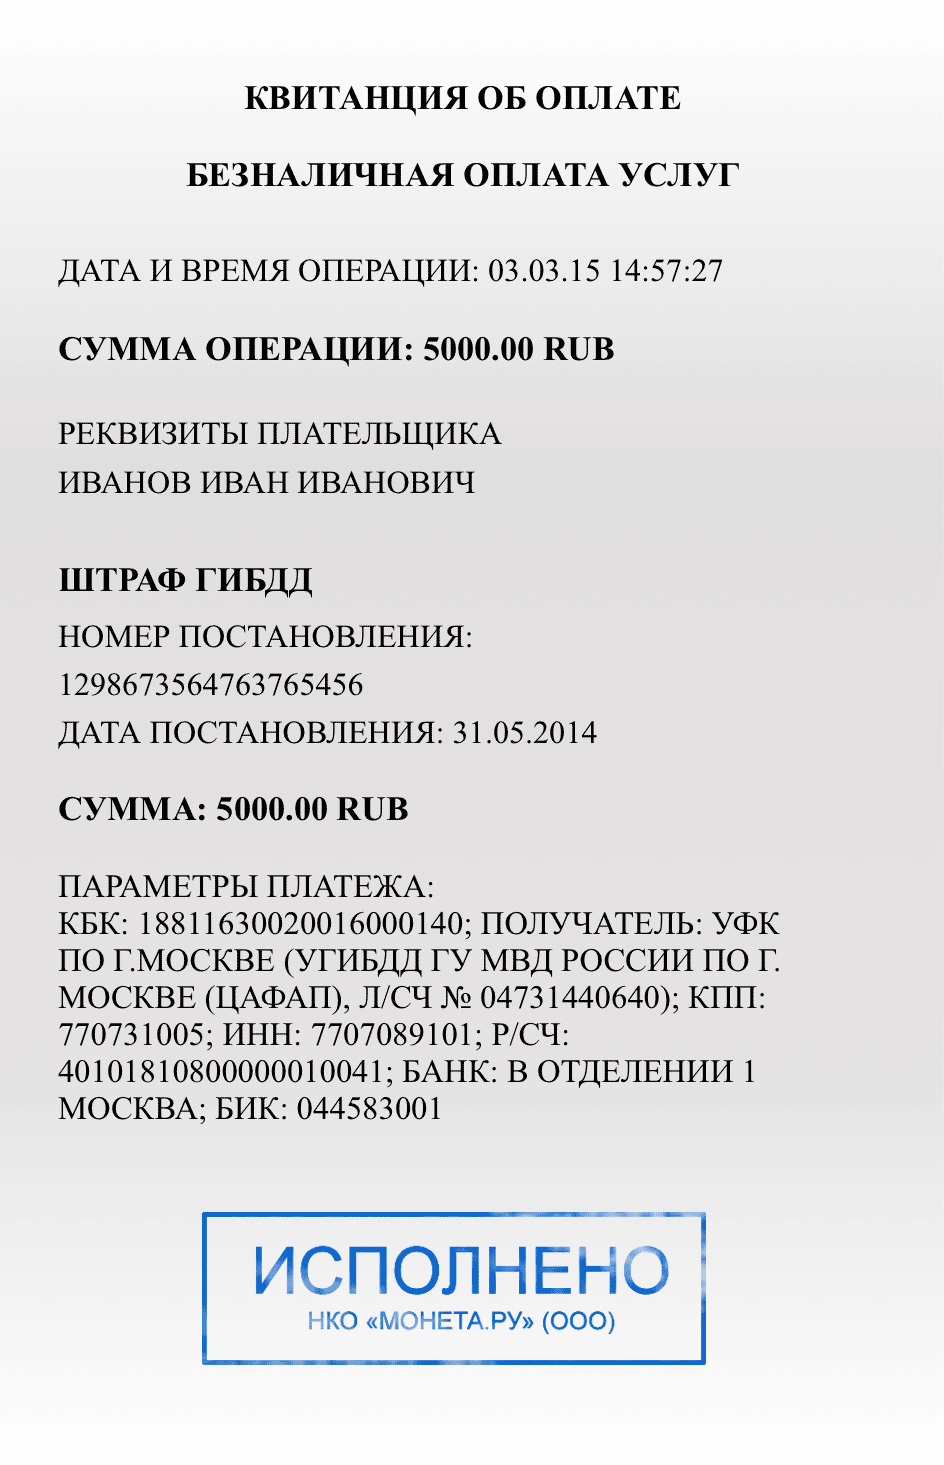 КВИТАНЦИЯ ОБ ОПЛАТЕ
БЕЗНАЛИЧНАЯ ОПЛАТА УСЛУГ
ДАТА И ВРЕМЯ ОПЕРАЦИИ: 03.03.15 14:57:27
СУММА ОПЕРАЦИИ: 5000.00 RUB
РЕКВИЗИТЫ ПЛАТЕЛЬЩИКА
ИВАНОВ ИВАН ИВАНОВИЧ
ШТРАФ ГИБДД
НОМЕР ПОСТАНОВЛЕНИЯ:
1298673564763765456
ДАТА ПОСТАНОВЛЕНИЯ: 31.05.2014
СУММА: 5000.00 RUB
ПАРАМЕТРЫ ПЛАТЕЖА:
КБК: 18811630020016000140; ПОЛУЧАТЕЛЬ: УФК
ПО Г.МОСКВЕ (УГИБДД ГУ МВД РОССИИ ПО Г.
МОСКВЕ (ЦАФАП), Л/СЧ № 04731440640); КПП:
770731005; ИНН: 7707089101; Р/СЧ:
40101810800000010041; БАНК: В ОТДЕЛЕНИИ 1
МОСКВА; БИК: 044583001
ИСПОЛНЕНО
НКО «МОНЕТА.РУ» (ООО)